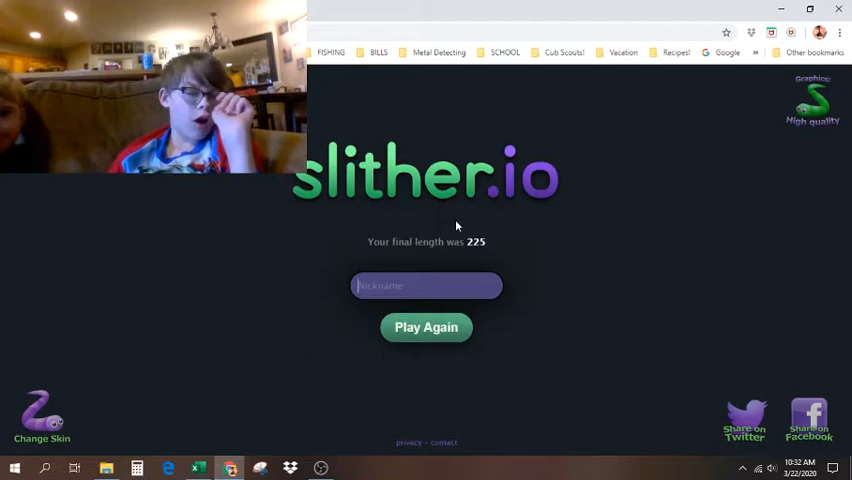 FISHING BILLS Metal Detecting SCHOOL Cub Scouts! Vacation Recipes! Google » Other bookmarks
Graphics:
High quality
slither.io
Your final length was 225
Nickname
Play Again
Change Skin
Share on
Twitter
Share on
Facebook
privacy - contact
10:32 AM
3/22/2020